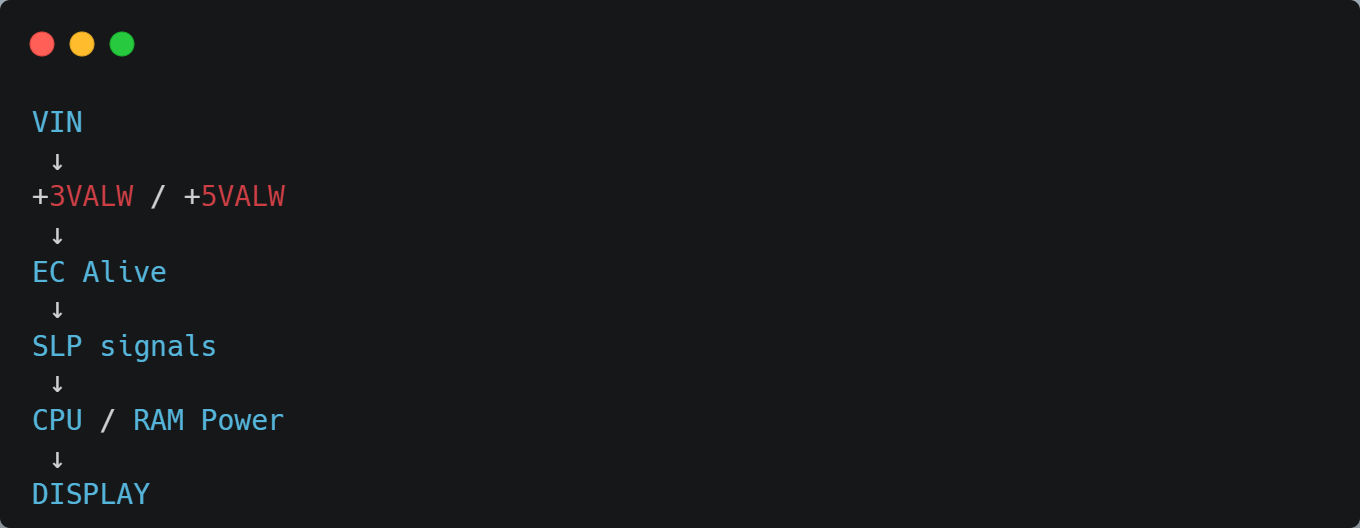 VIN
↓
+3VALW / +5VALW
↓
EC Alive
↓
SLP signals
↓
CPU / RAM Power
↓
DISPLAY